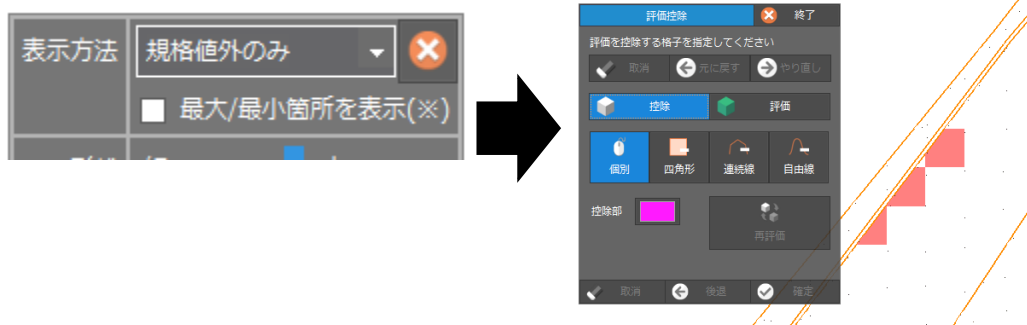 表示方法
規格値外のみ
最大/最小箇所を表示(※)
評価控除
終了
評価を控除する格子を指定してください
取消
元に戻す
やり直し
控除
評価
個別
四角形
連続線
自由線
控除部
再評価
取消
後退
確定